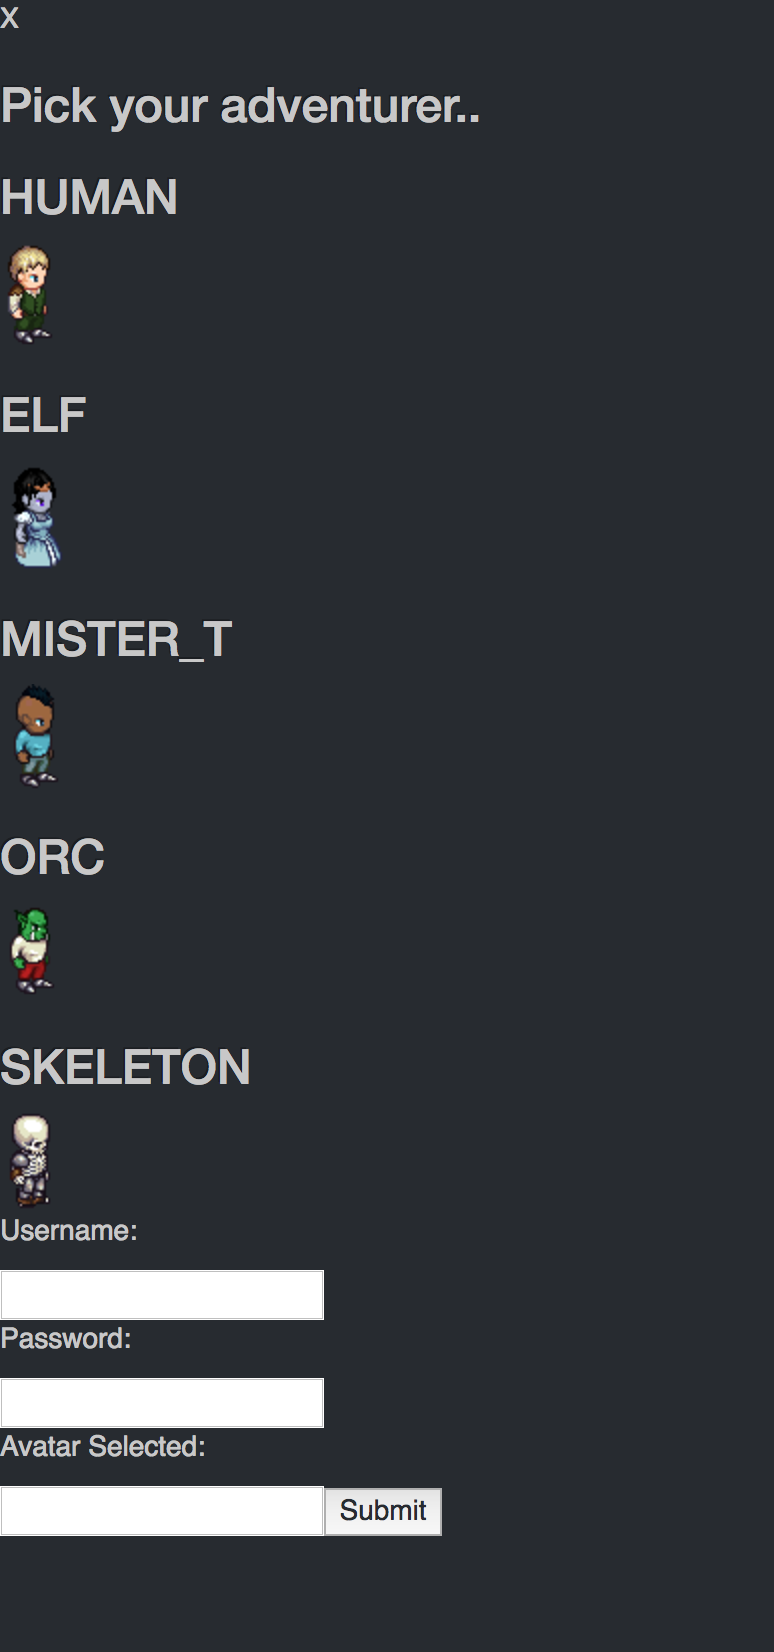 X
Pick your adventurer..
HUMAN
ELF
MISTER_T
ORC
SKELETON
Username:
Password:
Avatar Selected:
Submit